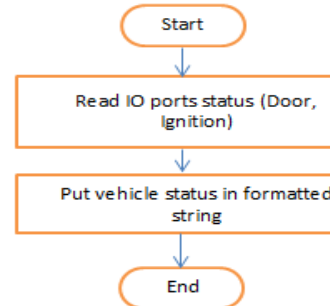 Start
Read IO ports status (Door,
Ignition)
Put vehicle status in formatted
string
End